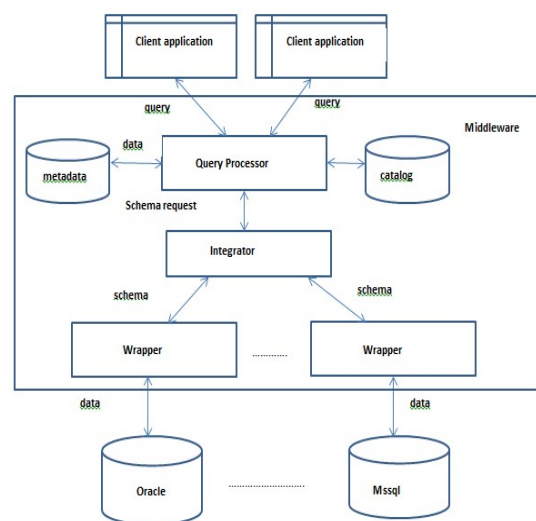 Client application
Client application
query
query
Middleware
data
metadata
Query Processor
catalog
Schema request
Integrator
schema
schema
Wrapper
.............
Wrapper
data
data
Oracle
...........................
Mssql